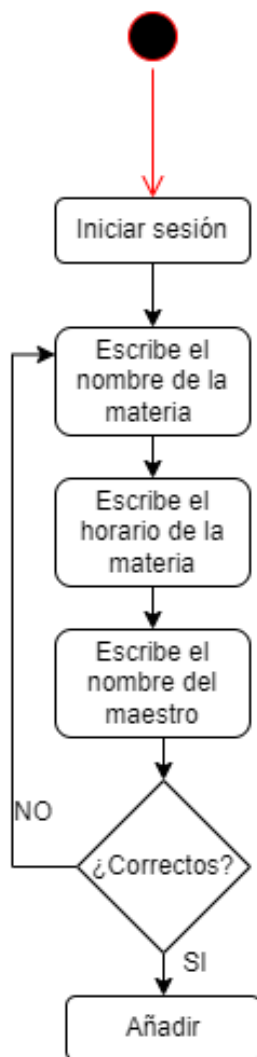 Iniciar sesión
Escribe el
nombre de la
materia
Escribe el
horario de la
materia
Escribe el
nombre del
maestro
NO
¿Correctos?
SI
Añadir